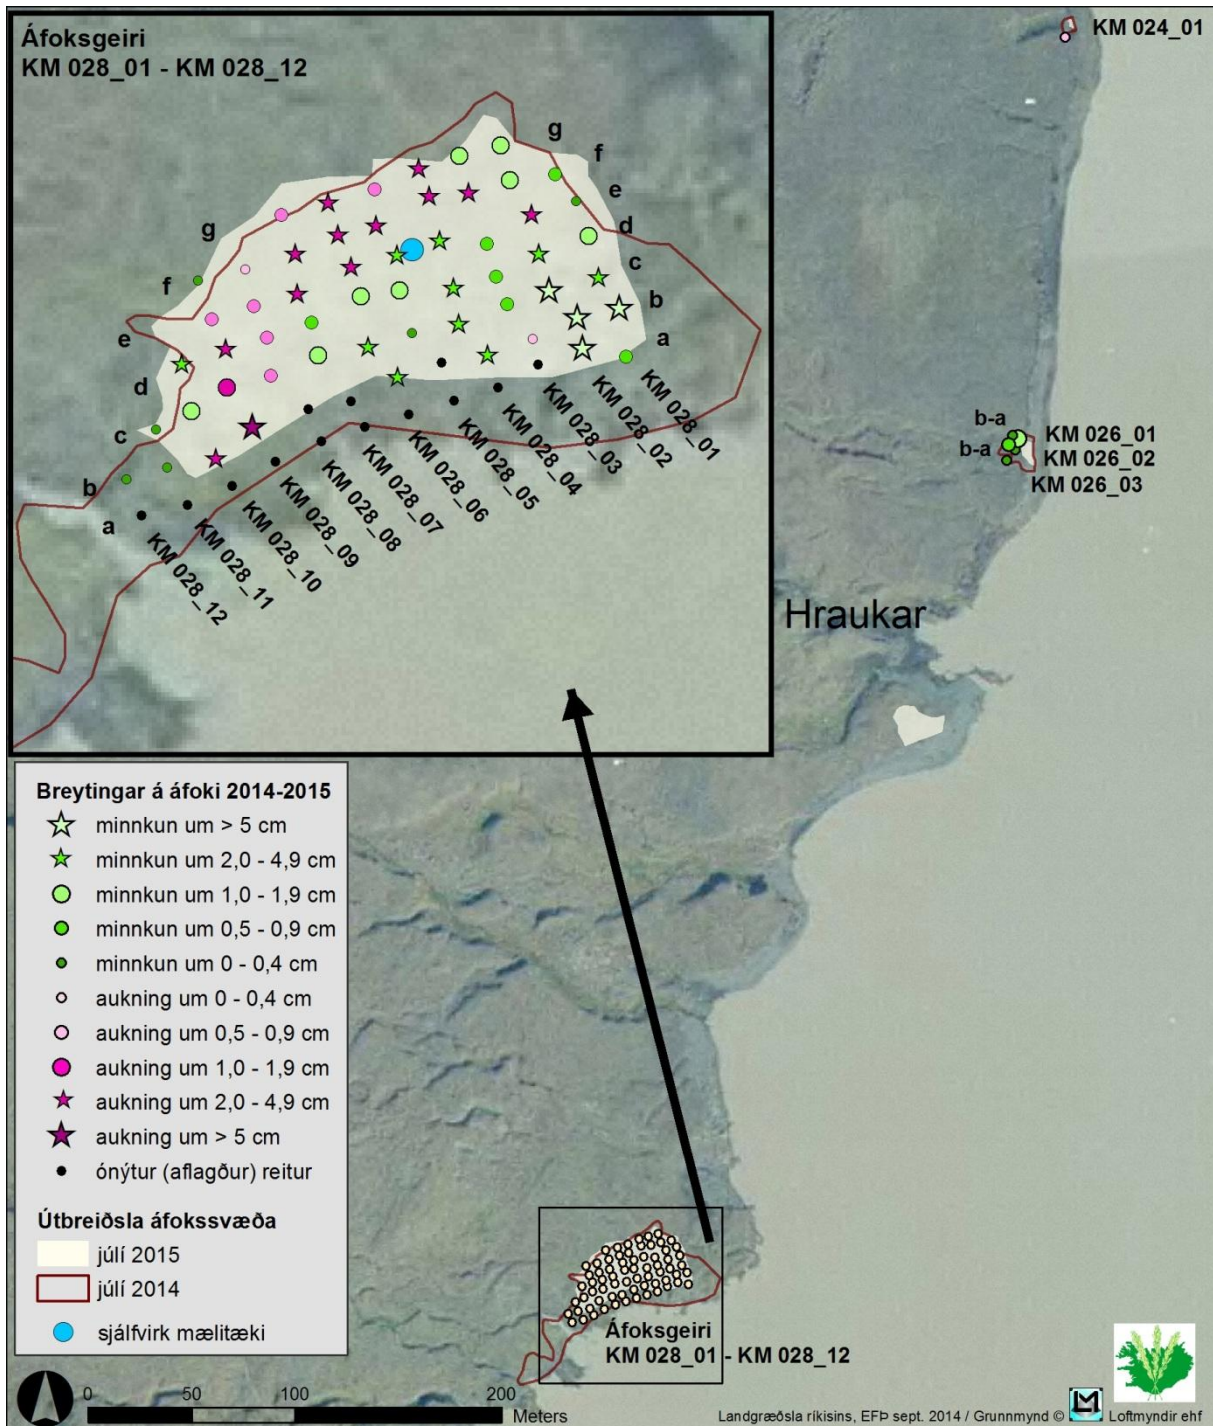 Áfoksgeiri
KM 028_01 - KM 028_12
g
f
e
d
c
b
a
g
f
e
d
c
b
a
KM 028_01
KM 028_02
KM 028_03
KM 028_04
KM 028_05
KM 028_06
KM 028_07
KM 028_08
KM 028_09
KM 028_10
KM 028_11
KM 028_12
KM 024_01
b-a
b-a
KM 026_01
KM 026_02
KM 026_03
Hraukar
Breytingar á áfoki 2014-2015
minnkun um > 5 cm
minnkun um 2,0 - 4,9 cm
minnkun um 1,0 - 1,9 cm
minnkun um 0,5 - 0,9 cm
minnkun um 0 - 0,4 cm
aukning um 0 - 0,4 cm
aukning um 0,5 - 0,9 cm
aukning um 1,0 - 1,9 cm
aukning um 2,0 - 4,9 cm
aukning um > 5 cm
ónýtur (aflagður) reitur
Útbreiðsla áfokssvæða
júlí 2015
júlí 2014
sjálfvirk mælitæki
Áfoksgeiri
KM 028_01 - KM 028_12
0 50 100 200
Meters
Landgræðsla ríkisins, EFÞ sept. 2014 / Grunnmynd © LM Loftmyndir ehf